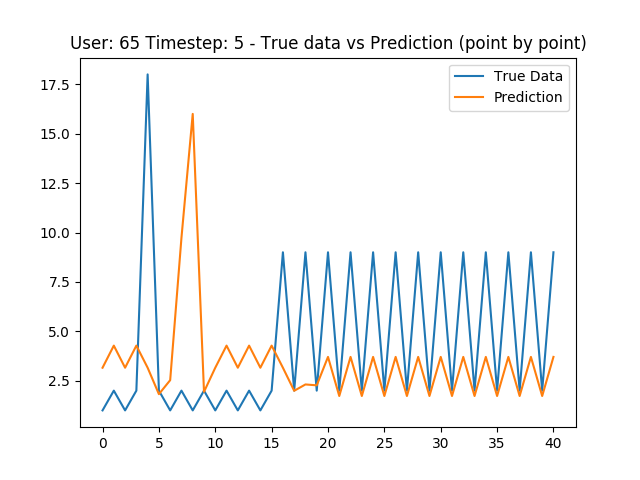 User: 65 Timestep: 5 - True data vs Prediction (point by point)
True Data
Prediction
17.5
15.0
12.5
10.0
7.5
5.0
2.5
0 5 10 15 20 25 30 35 40